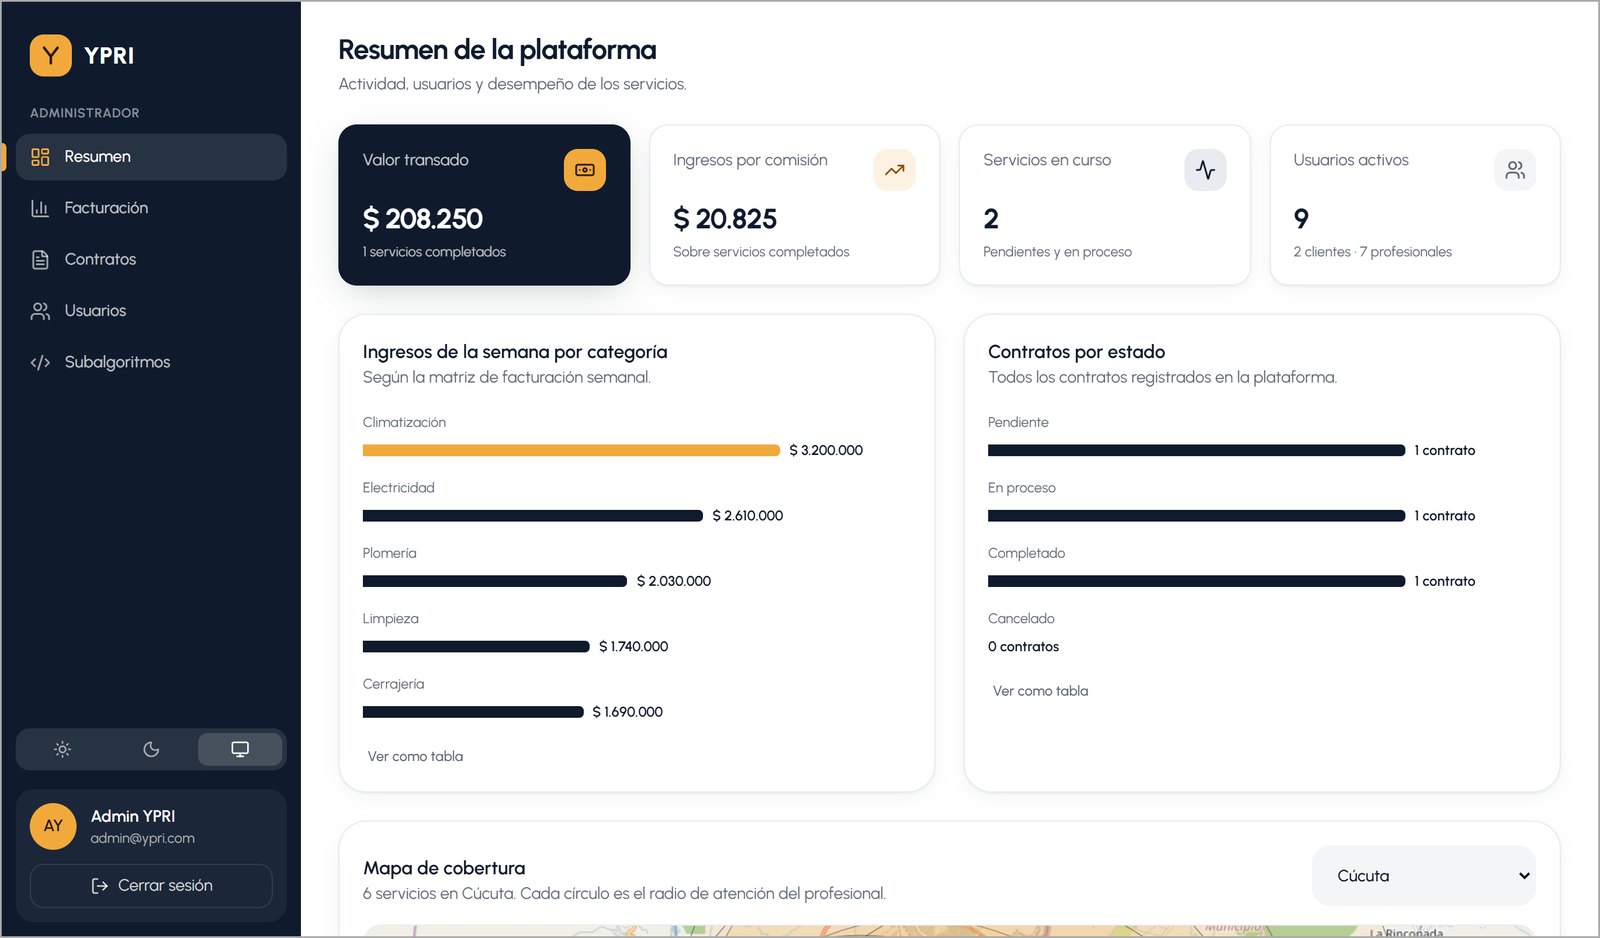 Y YPRI
ADMINISTRADOR
Resumen
Facturación
Contratos
Usuarios
Subalgoritmos
AY
Admin YPRI
admin@ypri.com
Cerrar sesión
Resumen de la plataforma
Actividad, usuarios y desempeño de los servicios.
Valor transado
$ 208.250
1 servicios completados
Ingresos por comisión
$ 20.825
Sobre servicios completados
Servicios en curso
2
Pendientes y en proceso
Usuarios activos
9
2 clientes · 7 profesionales
Ingresos de la semana por categoría
Según la matriz de facturación semanal.
Climatización
$ 3.200.000
Electricidad
$ 2.610.000
Plomería
$ 2.030.000
Limpieza
$ 1.740.000
Cerrajería
$ 1.690.000
Ver como tabla
Contratos por estado
Todos los contratos registrados en la plataforma.
Pendiente
1 contrato
En proceso
1 contrato
Completado
1 contrato
Cancelado
0 contratos
Ver como tabla
Mapa de cobertura
6 servicios en Cúcuta. Cada círculo es el radio de atención del profesional.
Cúcuta
Municipio
La Rinconada